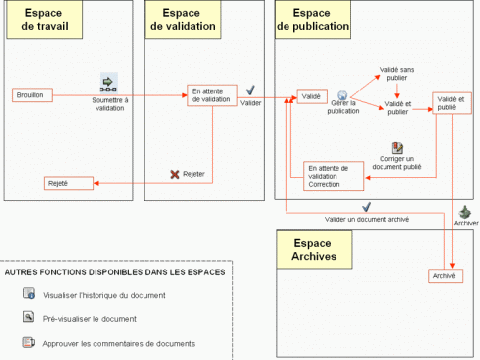 Espace
de travail
Espace
de validation
Espace
de publication
Brouillon
Soumettre à
validation
En attente
de validation
Valider
Validé
Gérer la
publication
Validé sans
publier
Validé et
publier
Validé et
publié
Rejeté
Rejeter
En attente de
validation
Correction
Corriger un
document publié
Valider un document archivé
Archiver
Espace
Archives
Archivé
AUTRES FONCTIONS DISPONIBLES DANS LES ESPACES
Visualiser l'historique du document
Pré-visualiser le document
Approuver les commentaires de documents